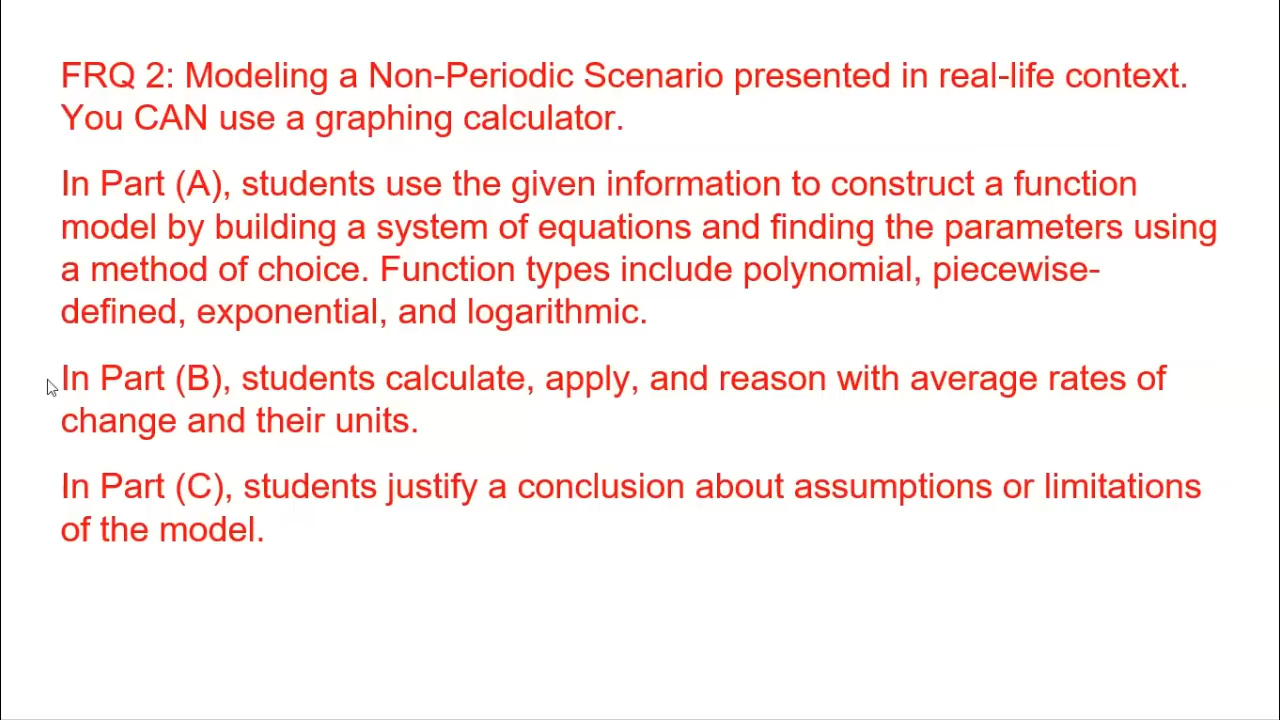 FRQ 2: Modeling a Non-Periodic Scenario presented in real-life context.
You CAN use a graphing calculator.
In Part (A), students use the given information to construct a function
model by building a system of equations and finding the parameters using
a method of choice. Function types include polynomial, piecewise-
defined, exponential, and logarithmic.
In Part (B), students calculate, apply, and reason with average rates of
change and their units.
In Part (C), students justify a conclusion about assumptions or limitations
of the model.